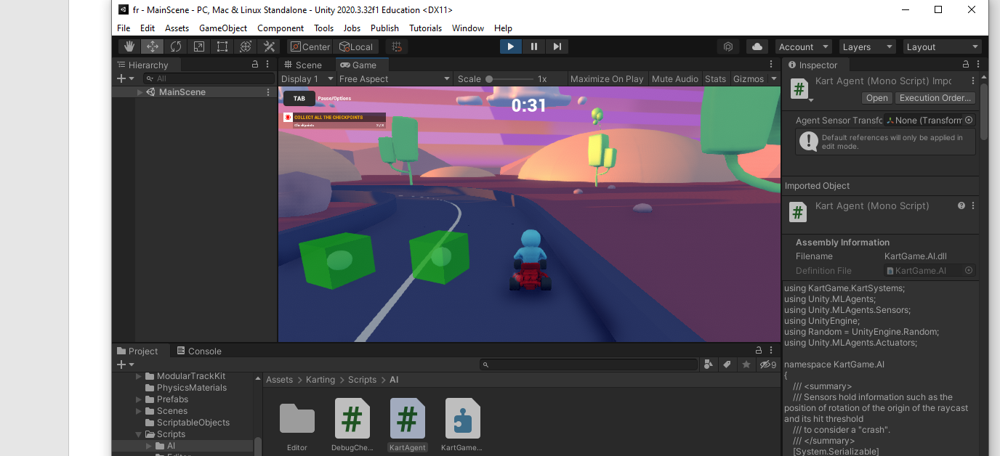 fr - MainScene - PC, Mac & Linux Standalone - Unity 2020.3.32f1 Education <DX11>
File Edit Assets GameObject Component Tools Jobs Publish Tutorials Window Help
Center Local Account Layers Layout
Hierarchy
All
MainScene
Scene Game
Display 1 Free Aspect Scale 1x Maximize On Play Mute Audio Stats Gizmos
TAB Pause/Options
0:31
COLLECT ALL THE CHECKPOINTS
Checkpoints
Inspector
Kart Agent (Mono Script) Impo
Open Execution Order...
Agent Sensor Transfo None (Transform
Default references will only be applied in
edit mode.
Imported Object
Kart Agent (Mono Script)
Assembly Information
Filename KartGame.AI.dll
Definition File KartGame.AI
using KartGame.KartSystems;
using Unity.MLAgents;
using Unity.MLAgents.Sensors;
using UnityEngine;
using Random = UnityEngine.Random;
using Unity.MLAgents.Actuators;
namespace KartGame.AI
{
/// <summary>
/// Sensors hold information such as the
position of rotation of the origin of the raycast
and its hit threshold
/// to consider a "crash".
/// </summary>
[System.Serializable]
Project Console
9
ModularTrackKit
PhysicsMaterials
Prefabs
Scenes
ScriptableObjects
Scripts
AI
Editor
Assets > Karting > Scripts > AI
Editor DebugChe... KartAgent KartGame...